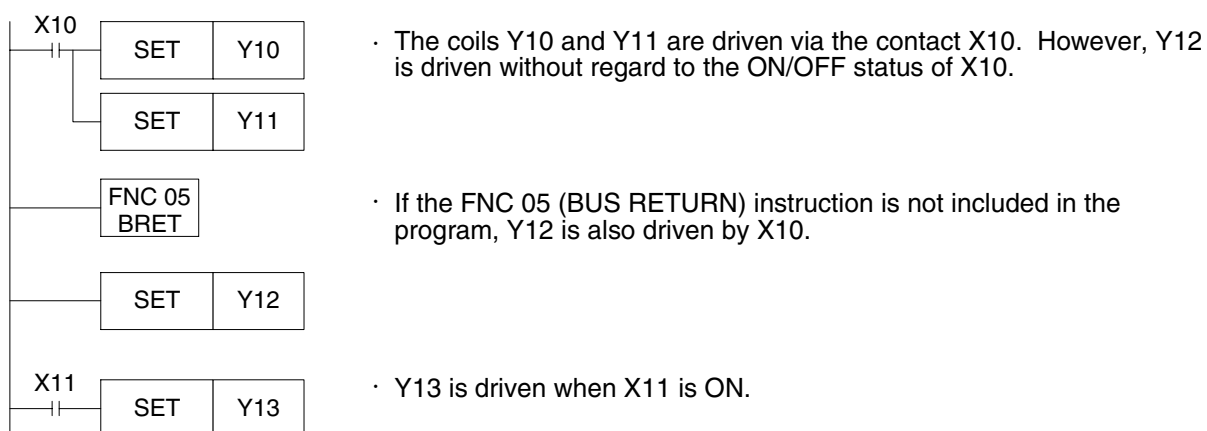 X10
SET Y10
· The coils Y10 and Y11 are driven via the contact X10. However, Y12
is driven without regard to the ON/OFF status of X10.
SET Y11
FNC 05
BRET
· If the FNC 05 (BUS RETURN) instruction is not included in the
program, Y12 is also driven by X10.
SET Y12
X11
SET Y13
· Y13 is driven when X11 is ON.